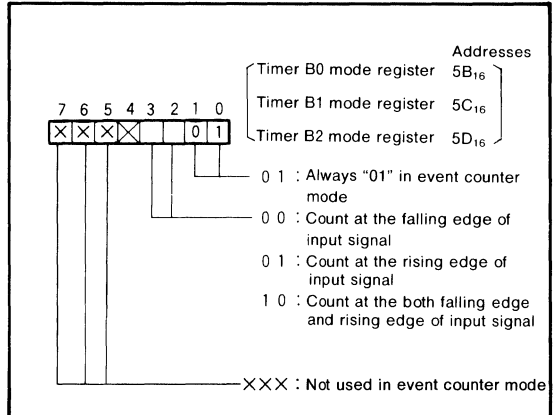 Addresses
Timer B0 mode register 5B₁₆
Timer B1 mode register 5C₁₆
Timer B2 mode register 5D₁₆
7 6 5 4 3 2 1 0
× × × × 0 1
0 1 : Always “01” in event counter
mode
0 0 : Count at the falling edge of
input signal
0 1 : Count at the rising edge of
input signal
1 0 : Count at the both falling edge
and rising edge of input signal
××× : Not used in event counter mode